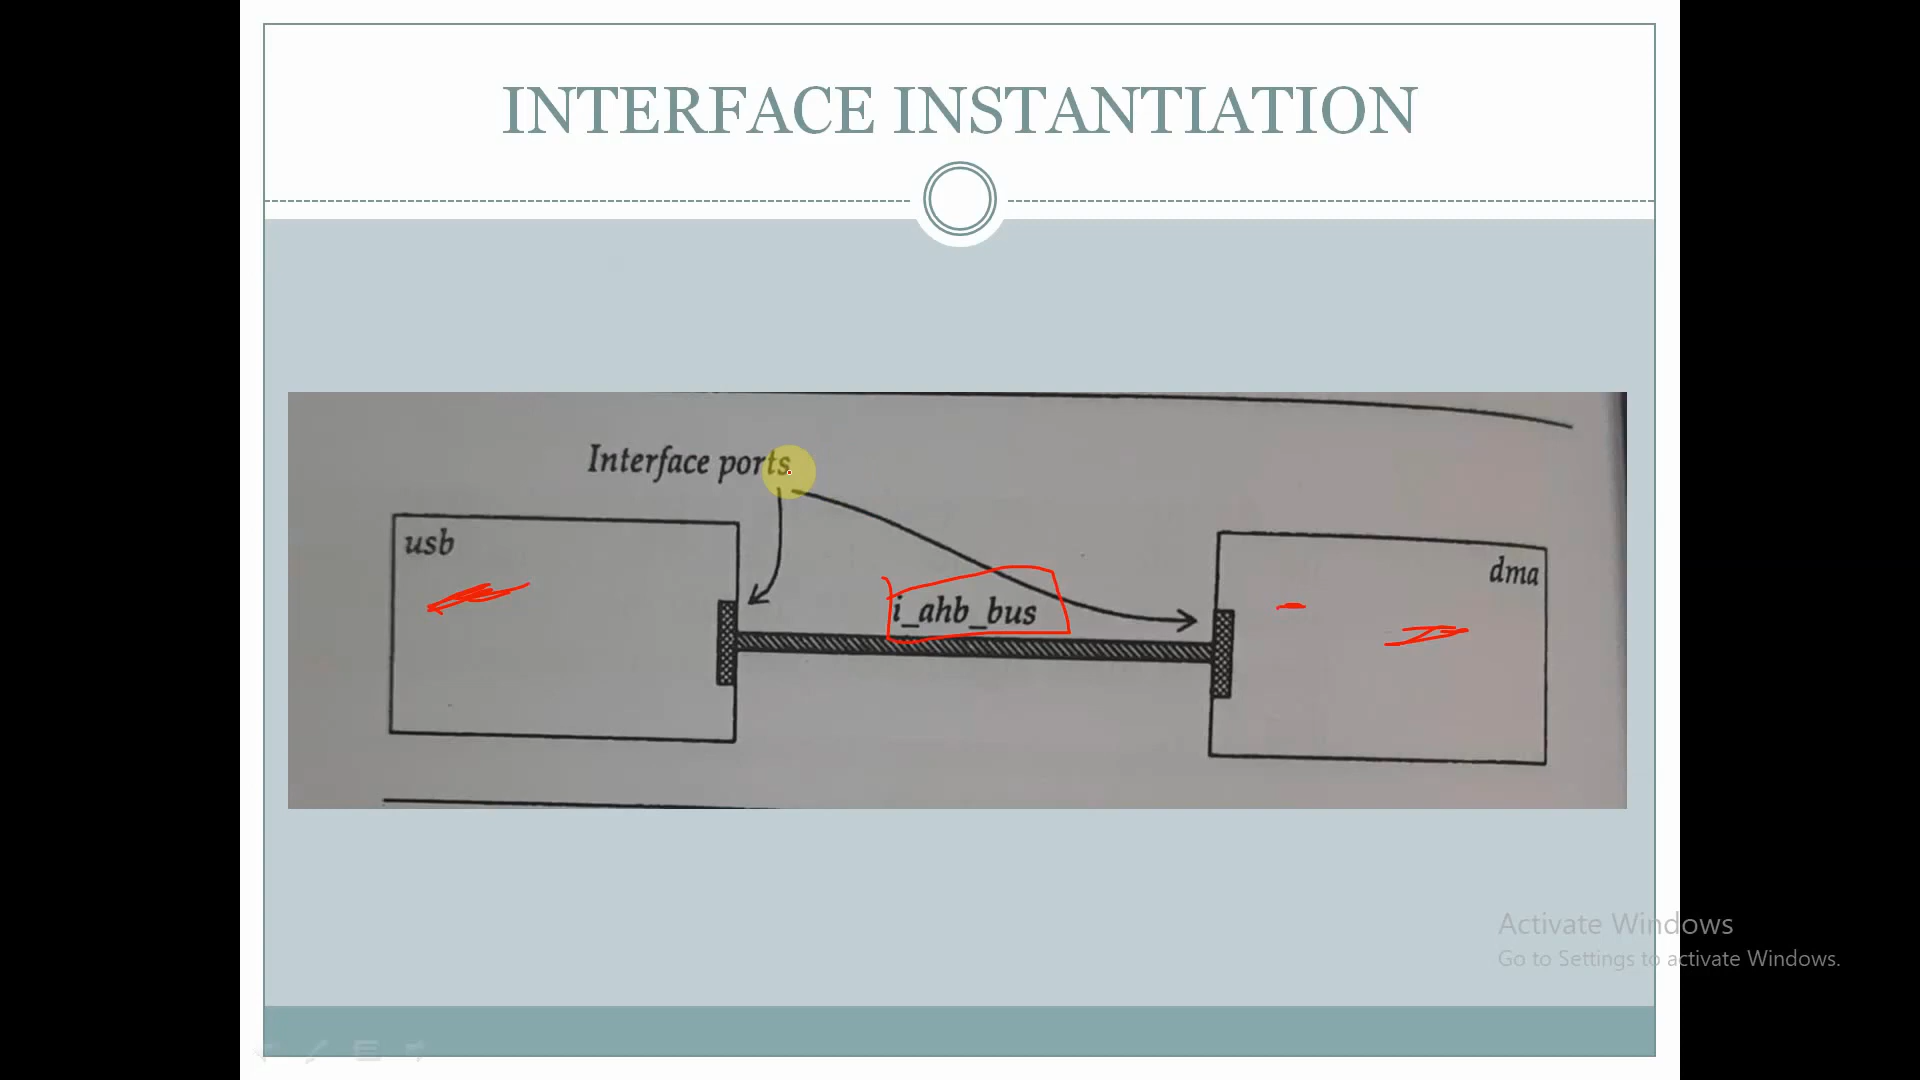 INTERFACE INSTANTIATION
Interface ports
usb
dma
i_ahb_bus
Activate Windows
Go to Settings to activate Windows.